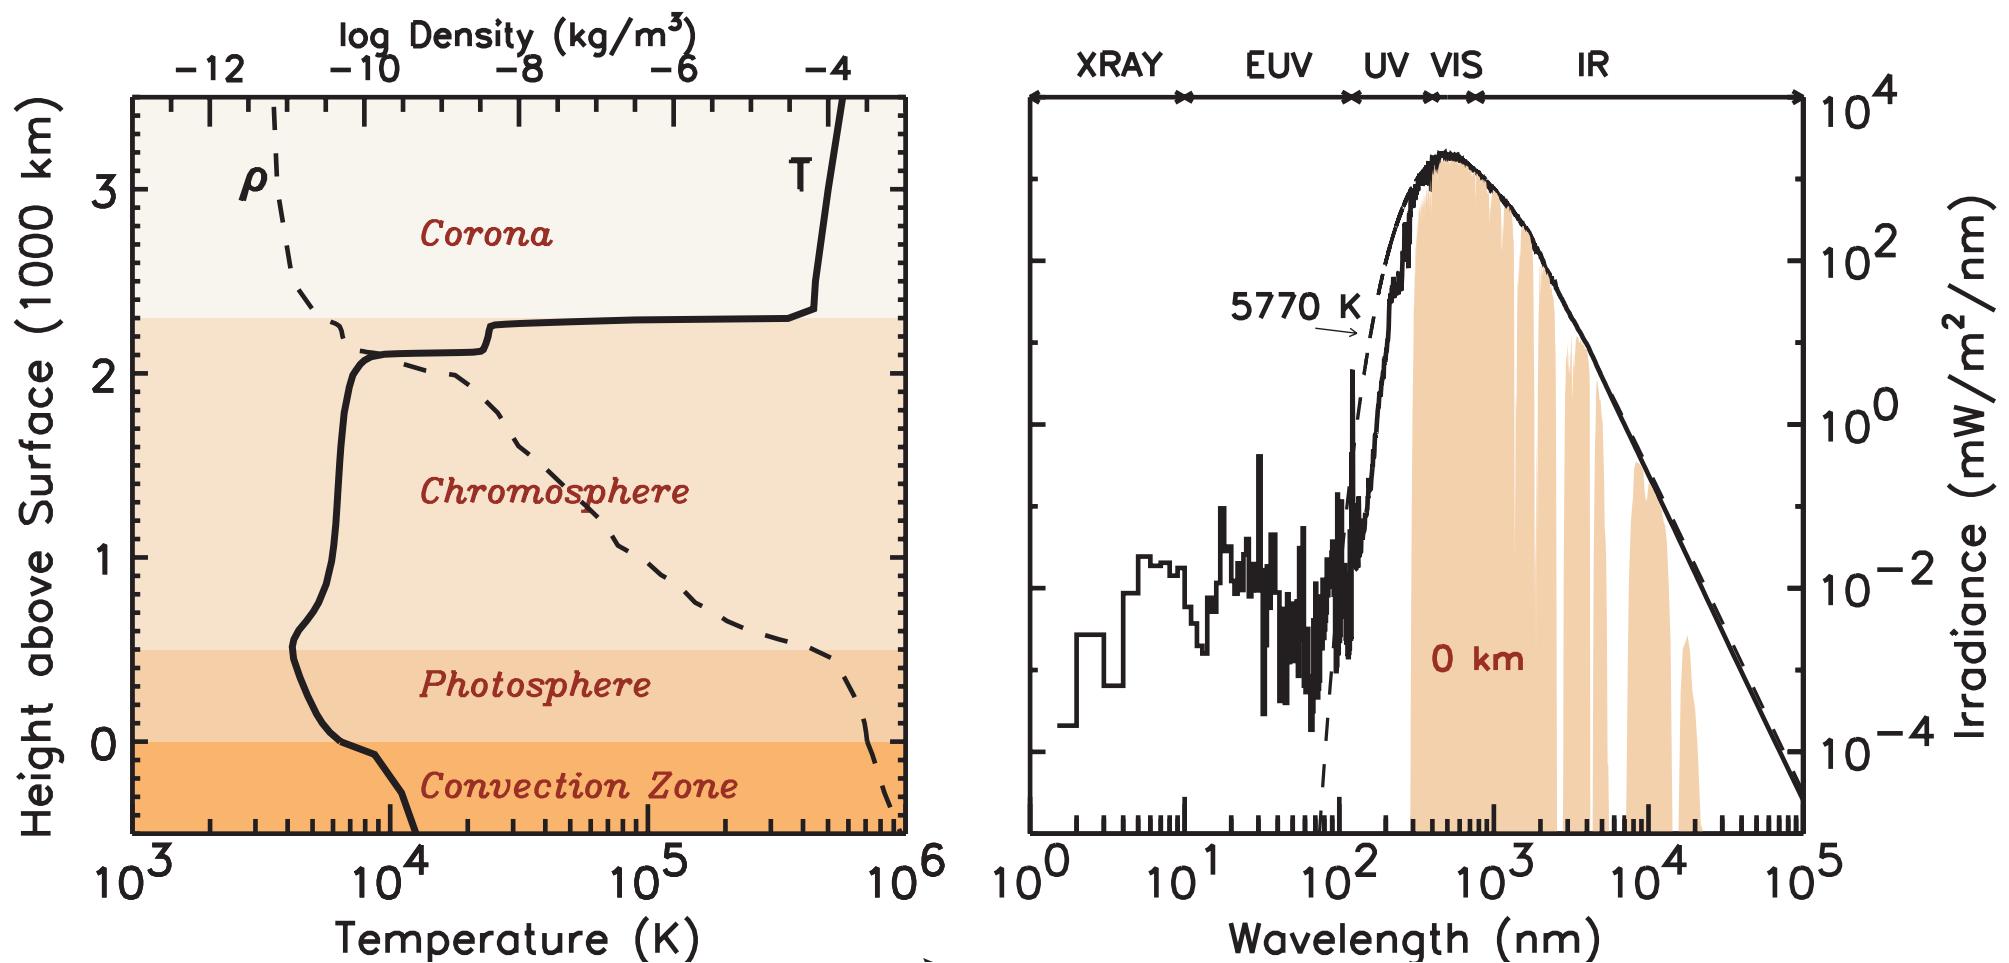 log Density (kg/m³)
−12 −10 −8 −6 −4
Height above Surface (1000 km)
3
2
1
0
ρ
T
Corona
Chromosphere
Photosphere
Convection Zone
10³ 10⁴ 10⁵ 10⁶
Temperature (K)
XRAY EUV UV VIS IR
5770 K
0 km
10⁴
10²
10⁰
10⁻²
10⁻⁴
Irradiance (mW/m²/nm)
10⁰ 10¹ 10² 10³ 10⁴ 10⁵
Wavelength (nm)